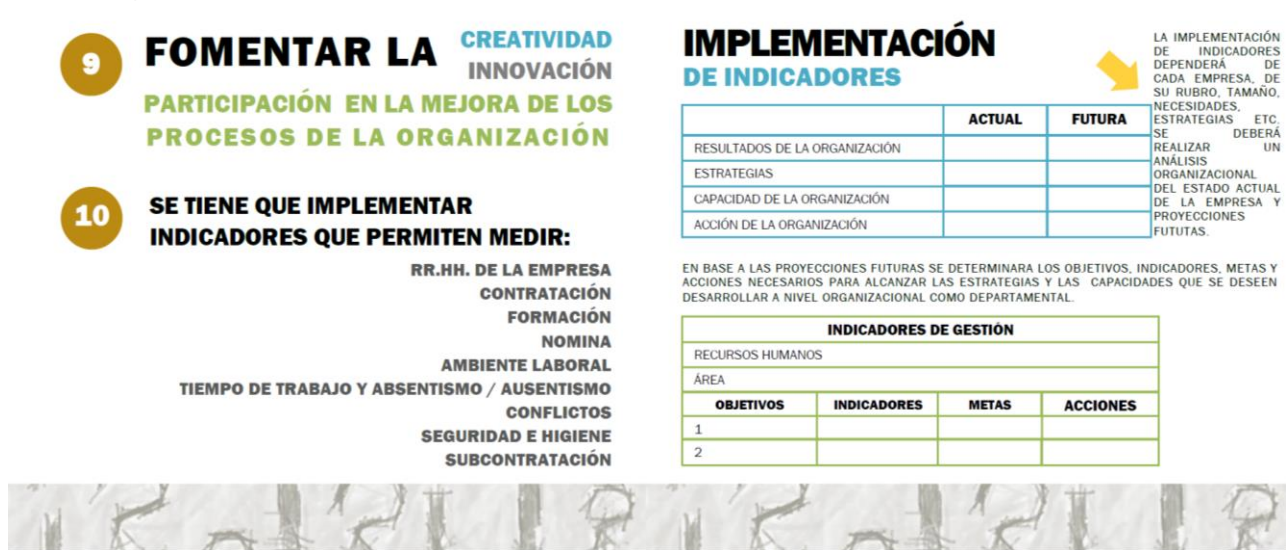 9
FOMENTAR LA CREATIVIDAD
INNOVACIÓN
PARTICIPACIÓN EN LA MEJORA DE LOS
PROCESOS DE LA ORGANIZACIÓN
10
SE TIENE QUE IMPLEMENTAR
INDICADORES QUE PERMITEN MEDIR:
RR.HH. DE LA EMPRESA
CONTRATACIÓN
FORMACIÓN
NOMINA
AMBIENTE LABORAL
TIEMPO DE TRABAJO Y ABSENTISMO / AUSENTISMO
CONFLICTOS
SEGURIDAD E HIGIENE
SUBCONTRATACIÓN
IMPLEMENTACIÓN
DE INDICADORES
LA IMPLEMENTACIÓN
DE INDICADORES
DEPENDERÁ DE
CADA EMPRESA, DE
SU RUBRO, TAMAÑO,
NECESIDADES,
ESTRATEGIAS ETC.
SE DEBERÁ
REALIZAR UN
ANÁLISIS
ORGANIZACIONAL
DEL ESTADO ACTUAL
DE LA EMPRESA Y
PROYECCIONES
FUTUTAS.
ACTUAL FUTURA
RESULTADOS DE LA ORGANIZACIÓN
ESTRATEGIAS
CAPACIDAD DE LA ORGANIZACIÓN
ACCIÓN DE LA ORGANIZACIÓN
EN BASE A LAS PROYECCIONES FUTURAS SE DETERMINARA LOS OBJETIVOS, INDICADORES, METAS Y
ACCIONES NECESARIOS PARA ALCANZAR LAS ESTRATEGIAS Y LAS CAPACIDADES QUE SE DESEEN
DESARROLLAR A NIVEL ORGANIZACIONAL COMO DEPARTAMENTAL.
INDICADORES DE GESTIÓN
RECURSOS HUMANOS
ÁREA
OBJETIVOS INDICADORES METAS ACCIONES
1
2